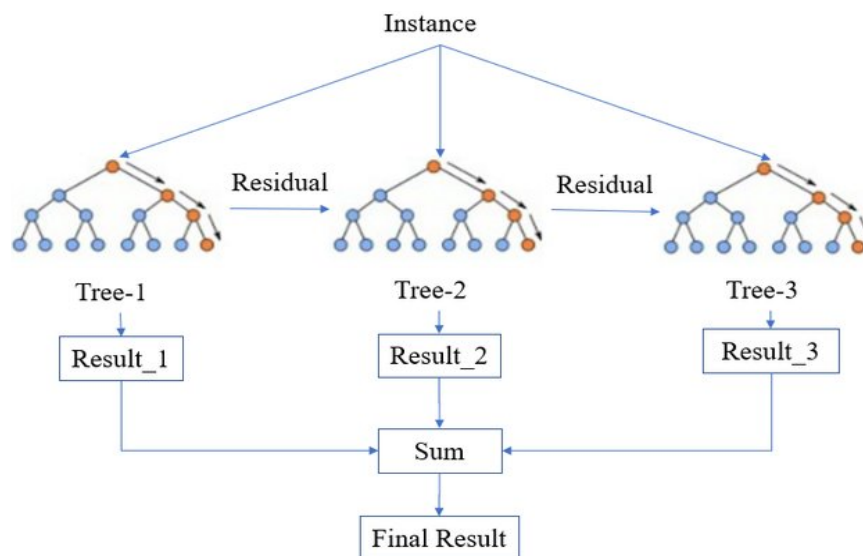 Instance
Residual
Residual
Tree-1
Tree-2
Tree-3
Result_1
Result_2
Result_3
Sum
Final Result